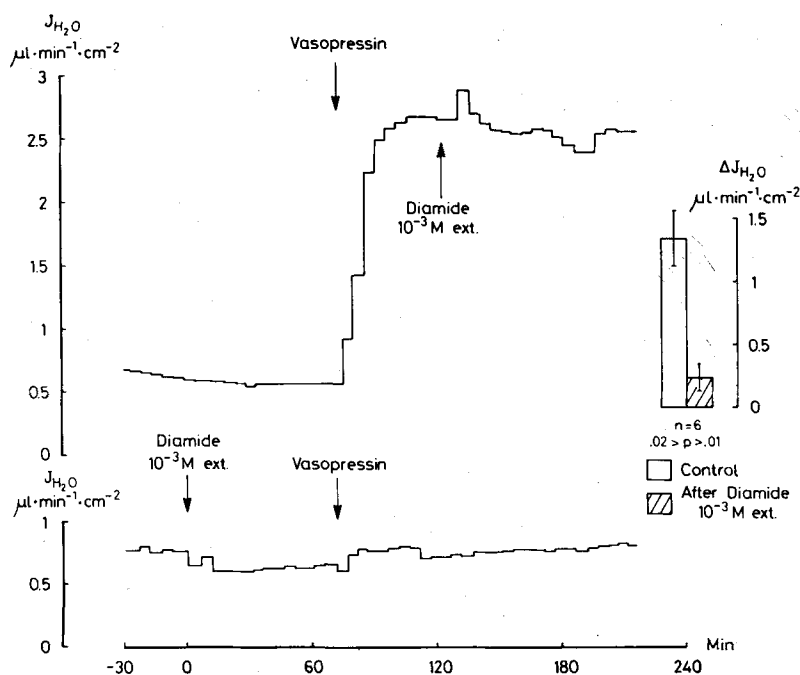 J H₂O
μl·min⁻¹·cm⁻²
3
2.5
2
1.5
1
0.5
0
Vasopressin
Diamide
10⁻³M ext.
ΔJ H₂O
μl·min⁻¹·cm⁻²
1.5
1
0.5
0
n=6
.02 > p > .01
Control
After Diamide
10⁻³M ext.
Diamide
10⁻³M ext.
Vasopressin
J H₂O
μl·min⁻¹·cm⁻²
1
0.5
0
-30 0 60 120 180 240 Min